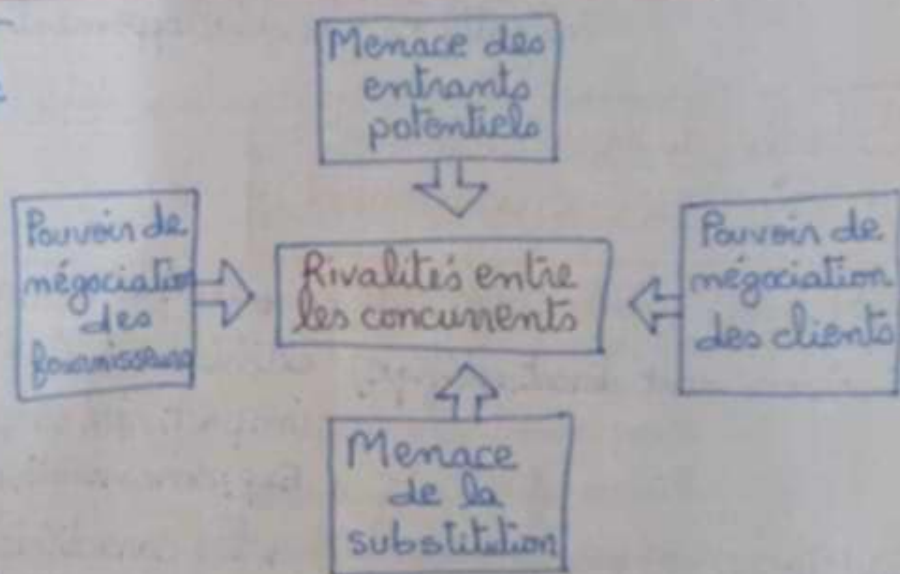 Menace des
entrants
potentiels
Pouvoir de
négociation
des
fournisseurs
Rivalités entre
les concurrents
Pouvoir de
négociation
des clients
Menace
de la
substitution